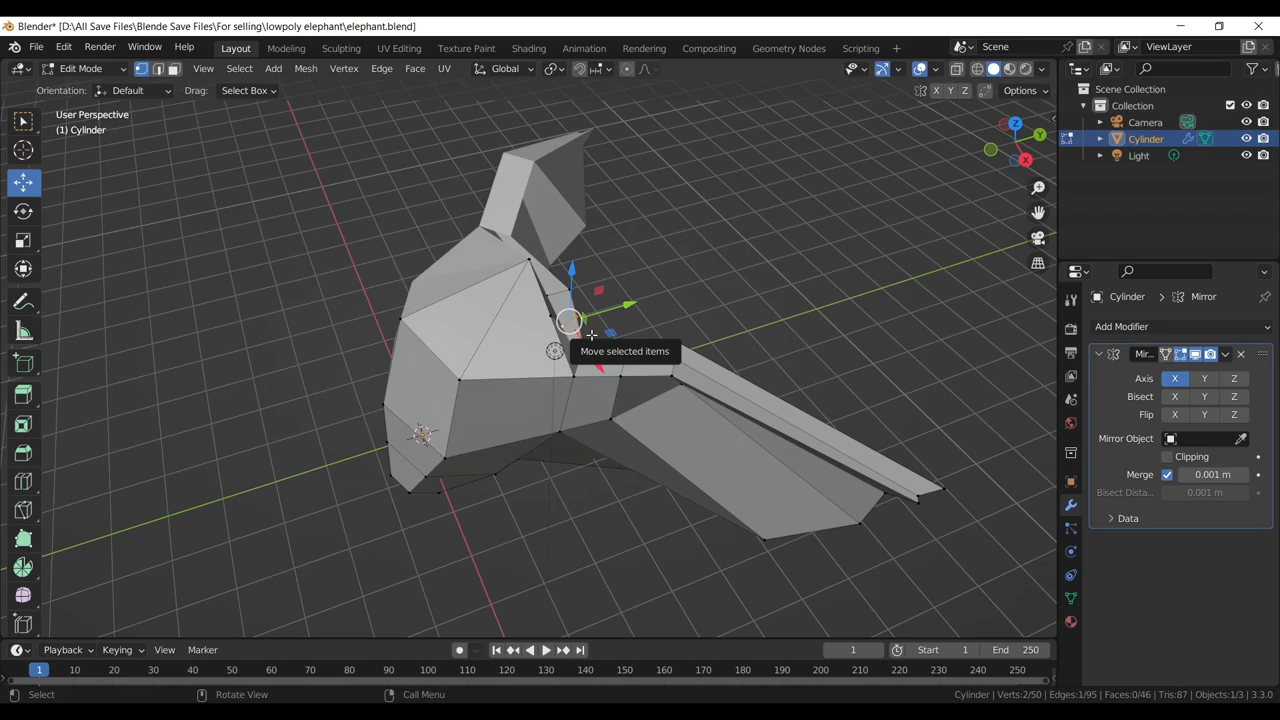 Blender* [D:\All Save Files\Blende Save Files\For selling\lowpoly elephant\elephant.blend]
File Edit Render Window Help Layout Modeling Sculpting UV Editing Texture Paint Shading Animation Rendering Compositing Geometry Nodes Scripting + Scene ViewLayer
Edit Mode View Select Add Mesh Vertex Edge Face UV Global
Orientation: Default Drag: Select Box X Y Z Options
User Perspective
(1) Cylinder
Z
Y
X
Move selected items
Scene Collection
Collection
Camera
Cylinder
Light
Cylinder Mirror
Add Modifier
Mir...
Axis X Y Z
Bisect X Y Z
Flip X Y Z
Mirror Object
Clipping
Merge 0.001 m
Bisect Dista... 0.001 m
Data
Playback Keying View Marker 1 Start 1 End 250
1 10 20 30 40 50 60 70 80 90 100 110 120 130 140 150 160 170 180 190 200 210 220 230 240 250
Select Rotate View Call Menu Cylinder | Verts:2/50 | Edges:1/95 | Faces:0/46 | Tris:87 | Objects:1/3 | 3.3.0